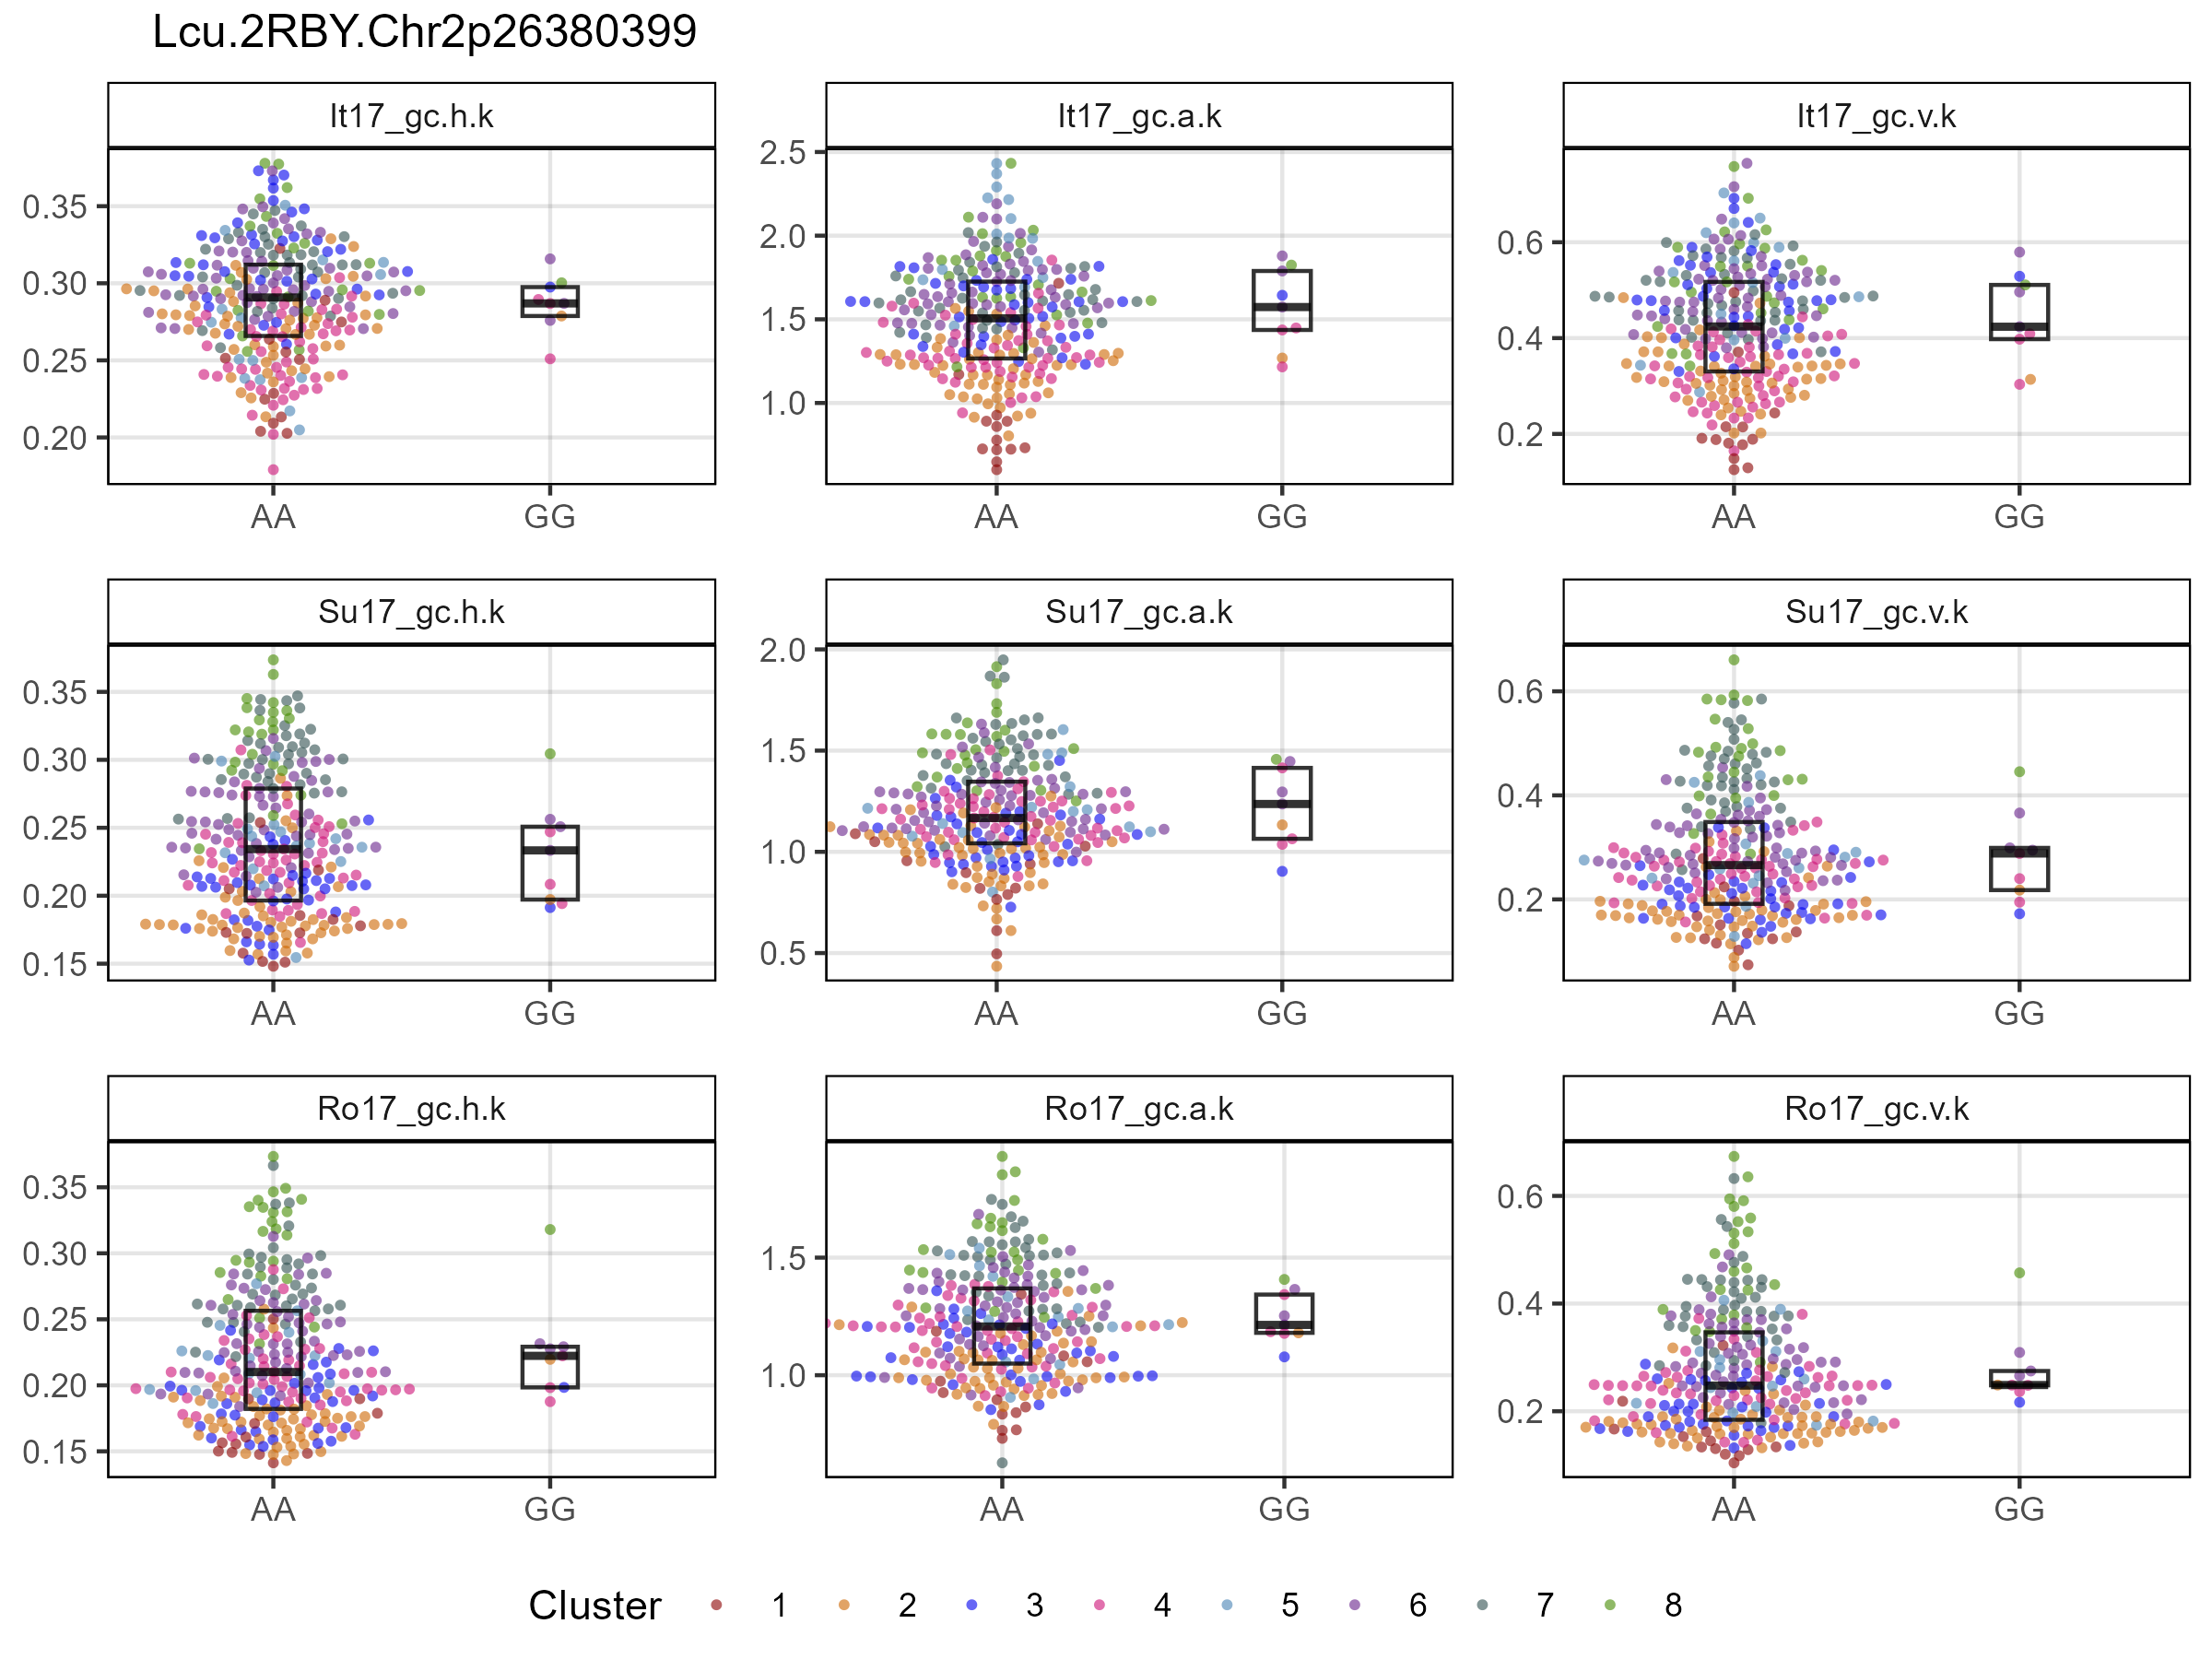 Lcu.2RBY.Chr2p26380399
It17_gc.h.k
It17_gc.a.k
It17_gc.v.k
0.35
0.30
0.25
0.20
AA
GG
2.5
2.0
1.5
1.0
AA
GG
0.6
0.4
0.2
AA
GG
Su17_gc.h.k
Su17_gc.a.k
Su17_gc.v.k
0.35
0.30
0.25
0.20
0.15
AA
GG
2.0
1.5
1.0
0.5
AA
GG
0.6
0.4
0.2
AA
GG
Ro17_gc.h.k
Ro17_gc.a.k
Ro17_gc.v.k
0.35
0.30
0.25
0.20
0.15
AA
GG
1.5
1.0
AA
GG
0.6
0.4
0.2
AA
GG
Cluster 1 2 3 4 5 6 7 8